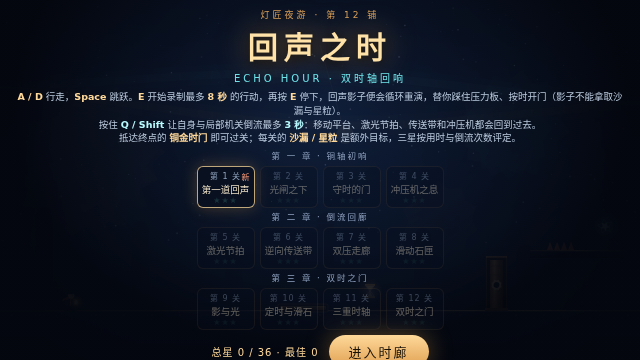 灯匠夜游 · 第 12 铺
回声之时
ECHO HOUR · 双时轴回响
A / D 行走，Space 跳跃。E 开始录制最多 8 秒 的行动，再按 E 停下，回声影子便会循环重演，替你踩住压力板、按时开门（影子不能拿取沙
漏与星粒）。
按住 Q / Shift 让自身与局部机关倒流最多 3 秒：移动平台、激光节拍、传送带和冲压机都会回到过去。
抵达终点的 铜金时门 即可过关；每关的 沙漏 / 星粒 是额外目标，三星按用时与倒流次数评定。
第一章 · 铜轴初响
第 1 关 新
第一道回声
★★★
第 2 关
光闸之下
★★★
第 3 关
守时的门
★★★
第 4 关
冲压机之息
★★★
第二章 · 倒流回廊
第 5 关
激光节拍
★★★
第 6 关
逆向传送带
★★★
第 7 关
双压走廊
★★★
第 8 关
滑动石匣
★★★
第三章 · 双时之门
第 9 关
影与光
★★★
第 10 关
定时与滑石
★★★
第 11 关
三重时轴
★★★
第 12 关
双时之门
★★★
总星 0 / 36 · 最佳 0
进入时廊